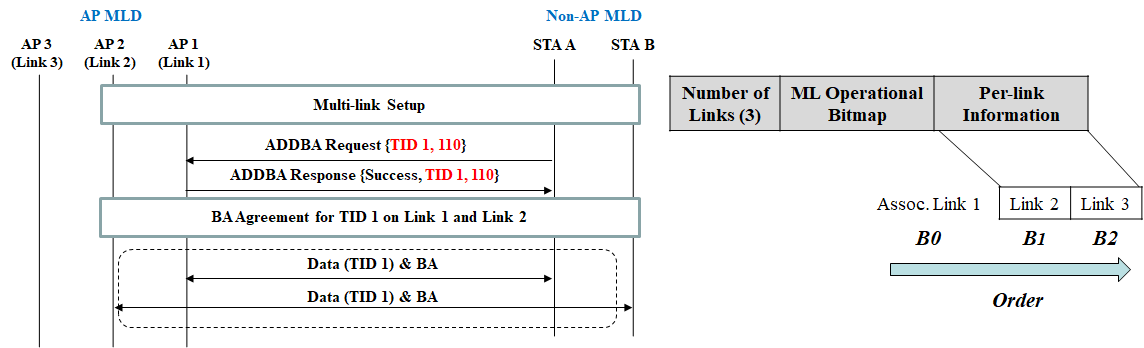 AP MLD
Non-AP MLD
AP 3
(Link 3)
AP 2
(Link 2)
AP 1
(Link 1)
STA A
STA B
Multi-link Setup
ADDBA Request {TID 1, 110}
ADDBA Response {Success, TID 1, 110}
BA Agreement for TID 1 on Link 1 and Link 2
Data (TID 1) & BA
Data (TID 1) & BA
Number of
Links (3)
ML Operational
Bitmap
Per-link
Information
Assoc. Link 1
Link 2
Link 3
B0
B1
B2
Order